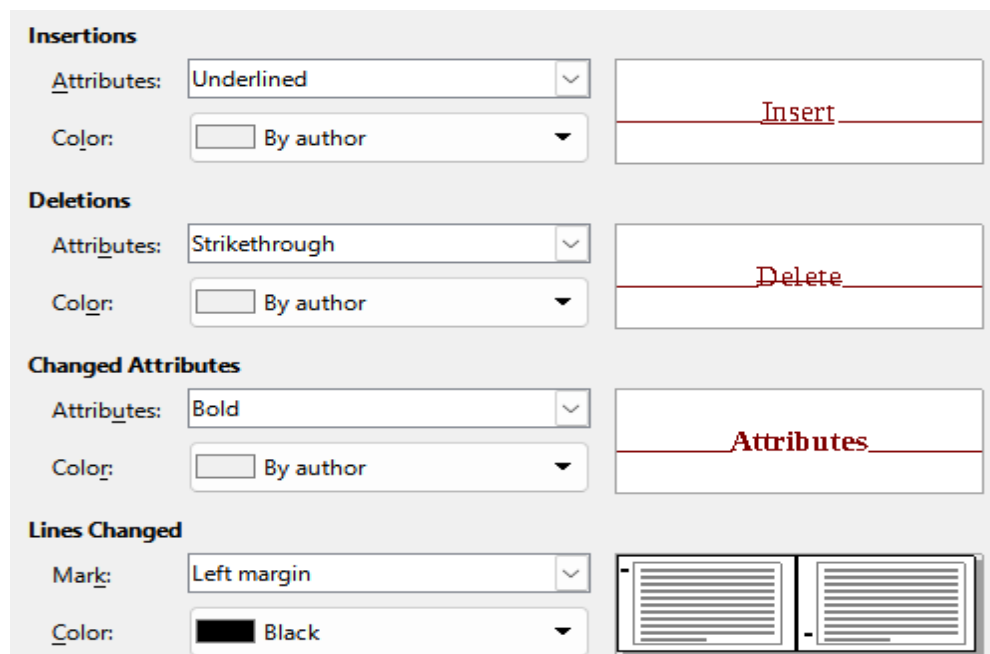 Insertions
Attributes: Underlined
Insert
Color: By author
Deletions
Attributes: Strikethrough
Delete
Color: By author
Changed Attributes
Attributes: Bold
Attributes
Color: By author
Lines Changed
Mark: Left margin
Color: Black